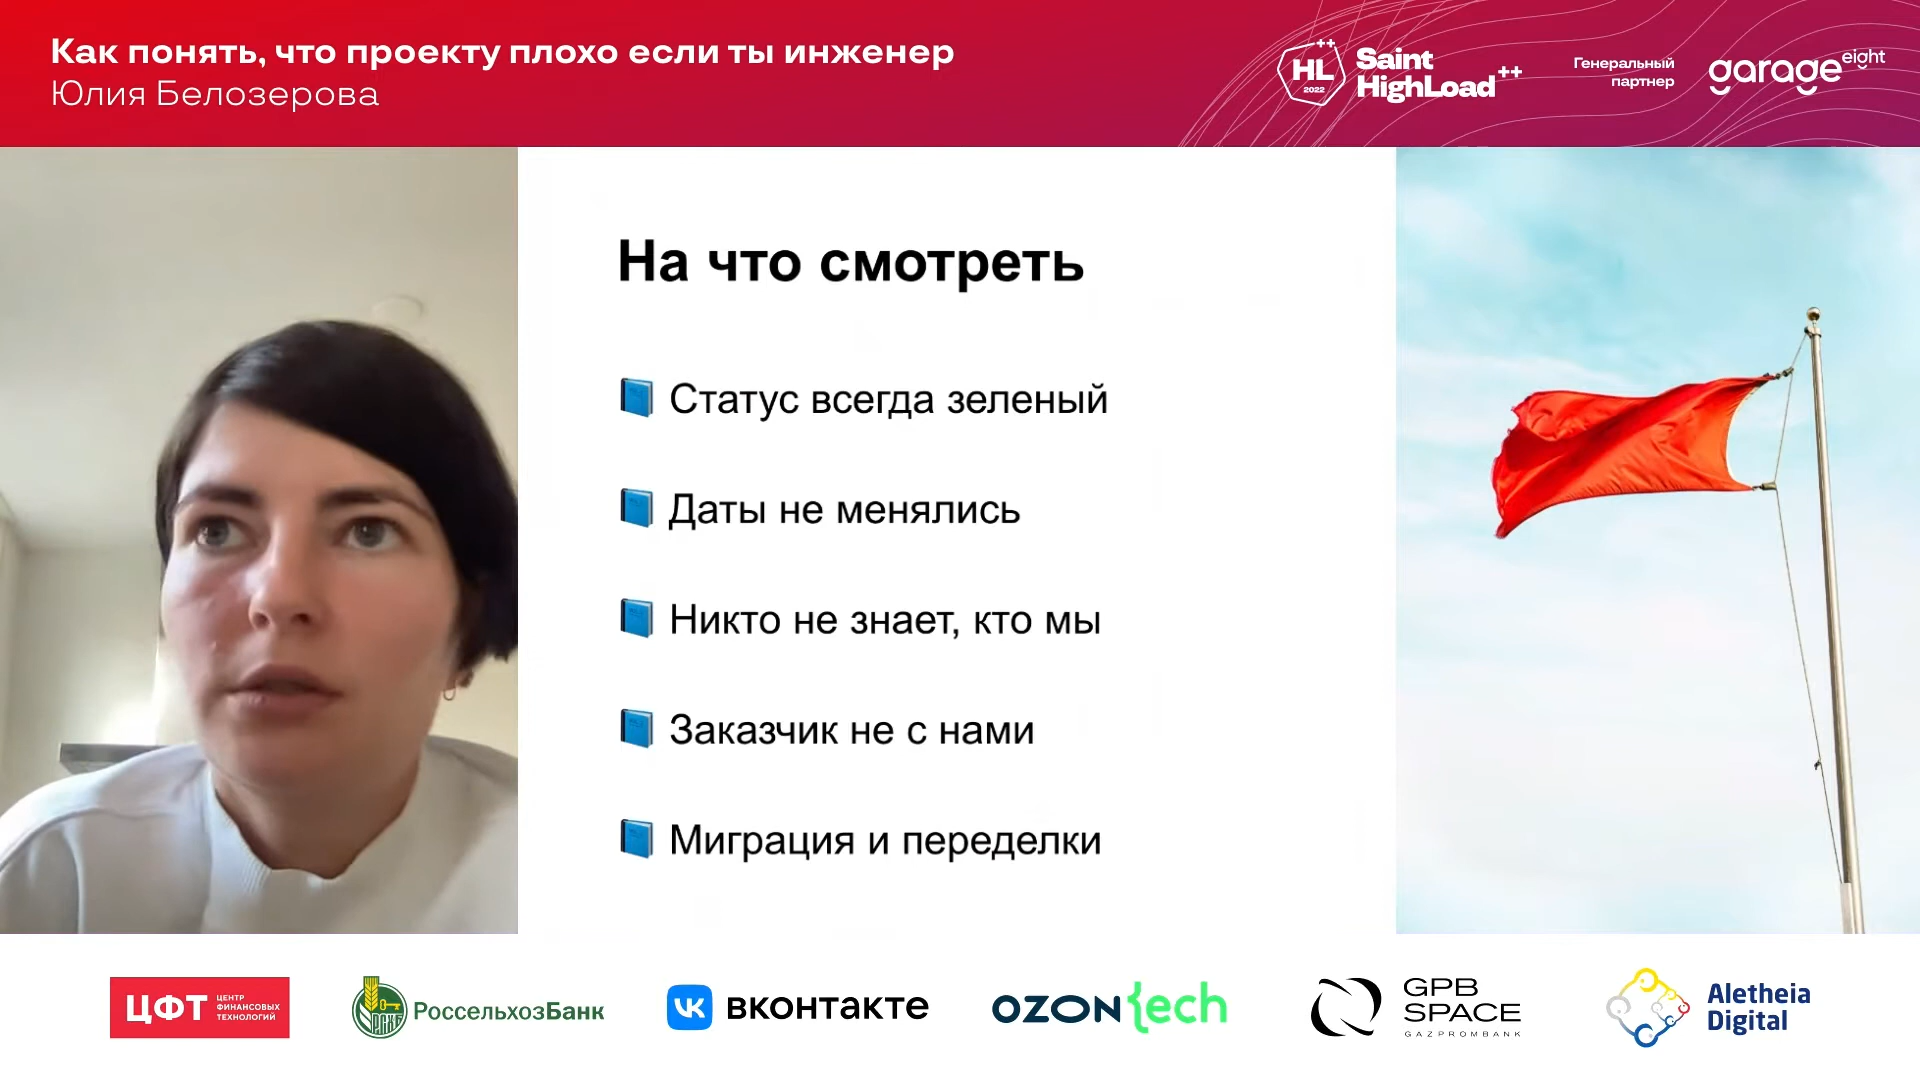 Как понять, что проекту плохо если ты инженер
Юлия Белозерова
HL++
2022
Saint
HighLoad++
Генеральный
партнер
garage eight
На что смотреть
Статус всегда зеленый
Даты не менялись
Никто не знает, кто мы
Заказчик не с нами
Миграция и переделки
ЦФТ
ЦЕНТР
ФИНАНСОВЫХ
ТЕХНОЛОГИЙ
РСХБ
РоссельхозБанк
вконтакте
OZON{ech
GPB
SPACE
GAZPROMBANK
Aletheia
Digital